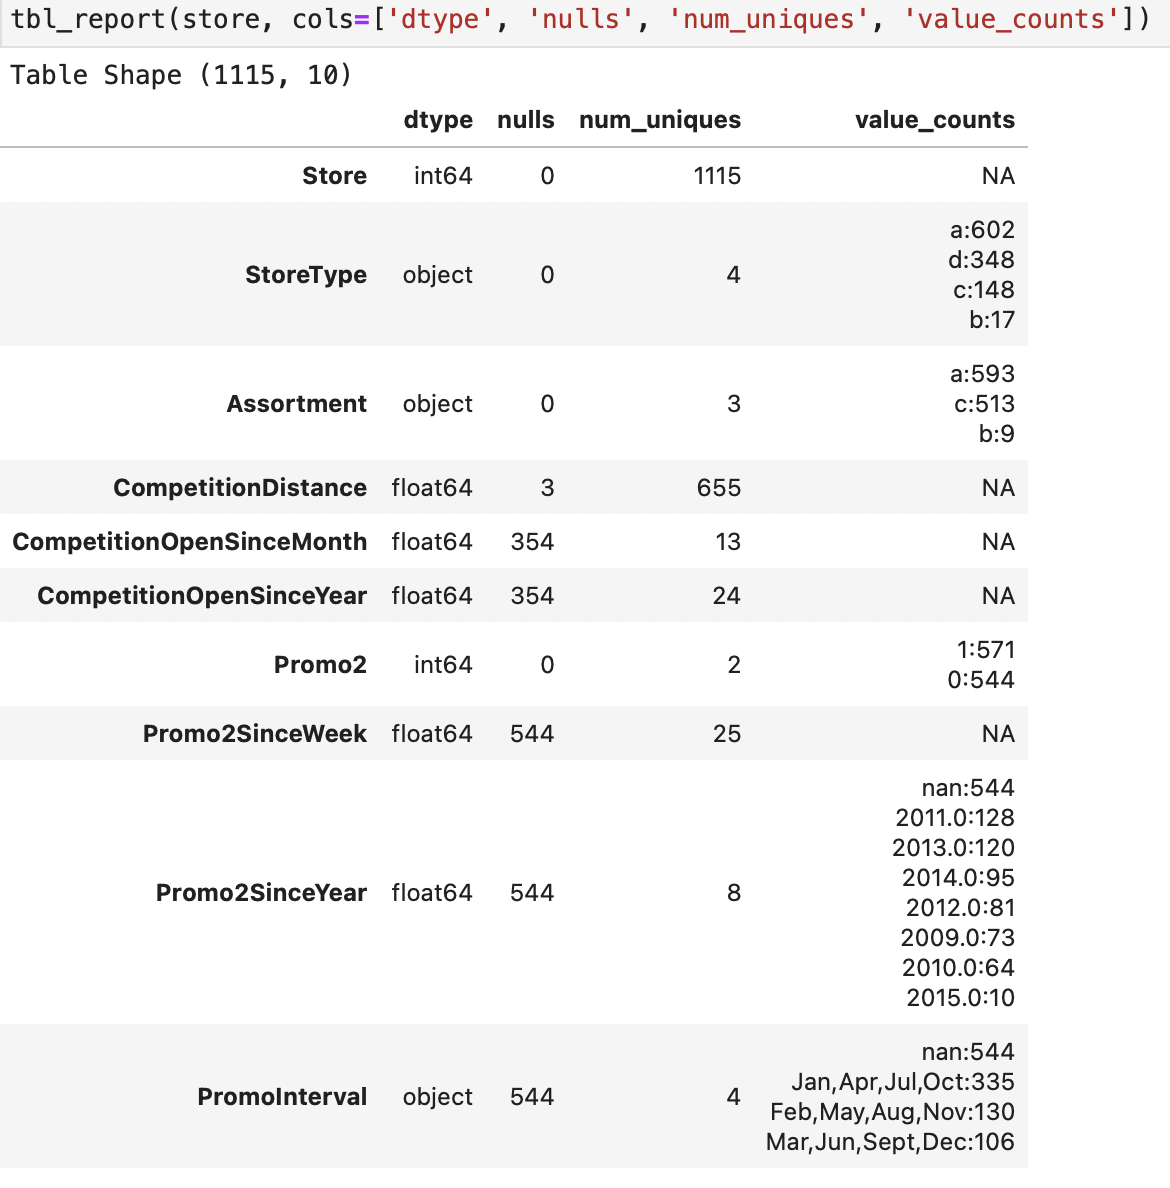 tbl_report(store, cols=['dtype', 'nulls', 'num_uniques', 'value_counts'])
Table Shape (1115, 10)
dtype nulls num_uniques value_counts
Store int64 0 1115 NA
StoreType object 0 4 a:602
d:348
c:148
b:17
Assortment object 0 3 a:593
c:513
b:9
CompetitionDistance float64 3 655 NA
CompetitionOpenSinceMonth float64 354 13 NA
CompetitionOpenSinceYear float64 354 24 NA
Promo2 int64 0 2 1:571
0:544
Promo2SinceWeek float64 544 25 NA
Promo2SinceYear float64 544 8 nan:544
2011.0:128
2013.0:120
2014.0:95
2012.0:81
2009.0:73
2010.0:64
2015.0:10
PromoInterval object 544 4 nan:544
Jan,Apr,Jul,Oct:335
Feb,May,Aug,Nov:130
Mar,Jun,Sept,Dec:106